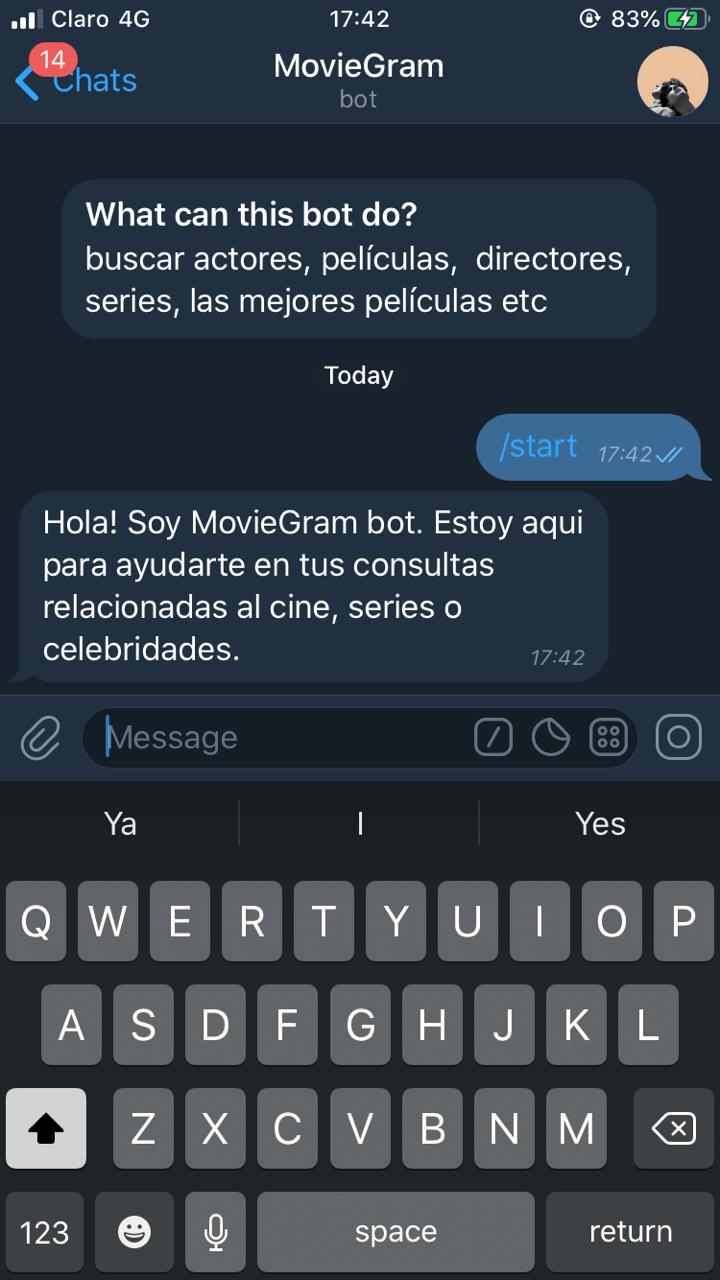 Claro 4G 17:42 83%
14
Chats
MovieGram
bot
What can this bot do?
buscar actores, películas,  directores,
series, las mejores películas etc
Today
/start 17:42
Hola! Soy MovieGram bot. Estoy aqui
para ayudarte en tus consultas
relacionadas al cine, series o
celebridades. 17:42
Message
Ya I Yes
Q W E R T Y U I O P
A S D F G H J K L
Z X C V B N M
123 space return